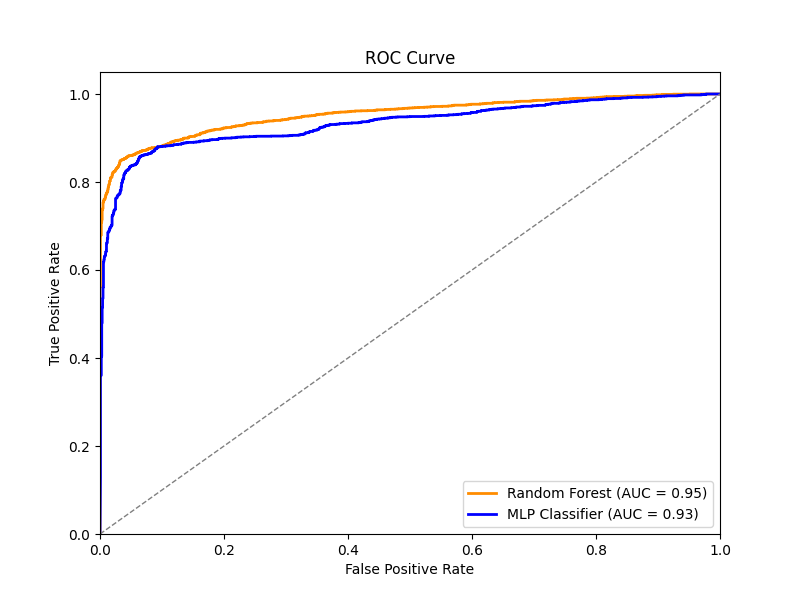 ROC Curve
True Positive Rate
1.0
0.8
0.6
0.4
0.2
0.0
0.0 0.2 0.4 0.6 0.8 1.0
False Positive Rate
Random Forest (AUC = 0.95)
MLP Classifier (AUC = 0.93)